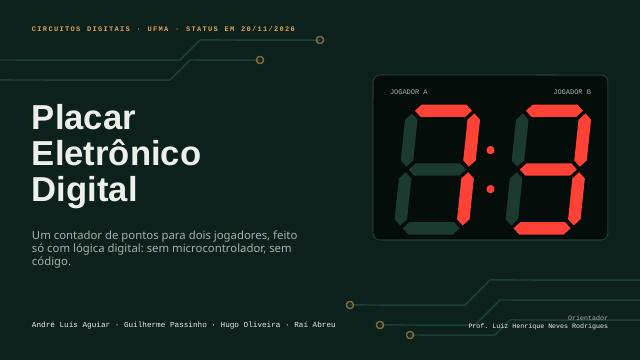 CIRCUITOS DIGITAIS · UFMA · STATUS EM 20/11/2026
Placar
Eletrônico
Digital
Um contador de pontos para dois jogadores, feito
só com lógica digital: sem microcontrolador, sem
código.
JOGADOR A
JOGADOR B
7:3
André Luís Aguiar · Guilherme Passinho · Hugo Oliveira · Raí Abreu
Orientador
Prof. Luiz Henrique Neves Rodrigues